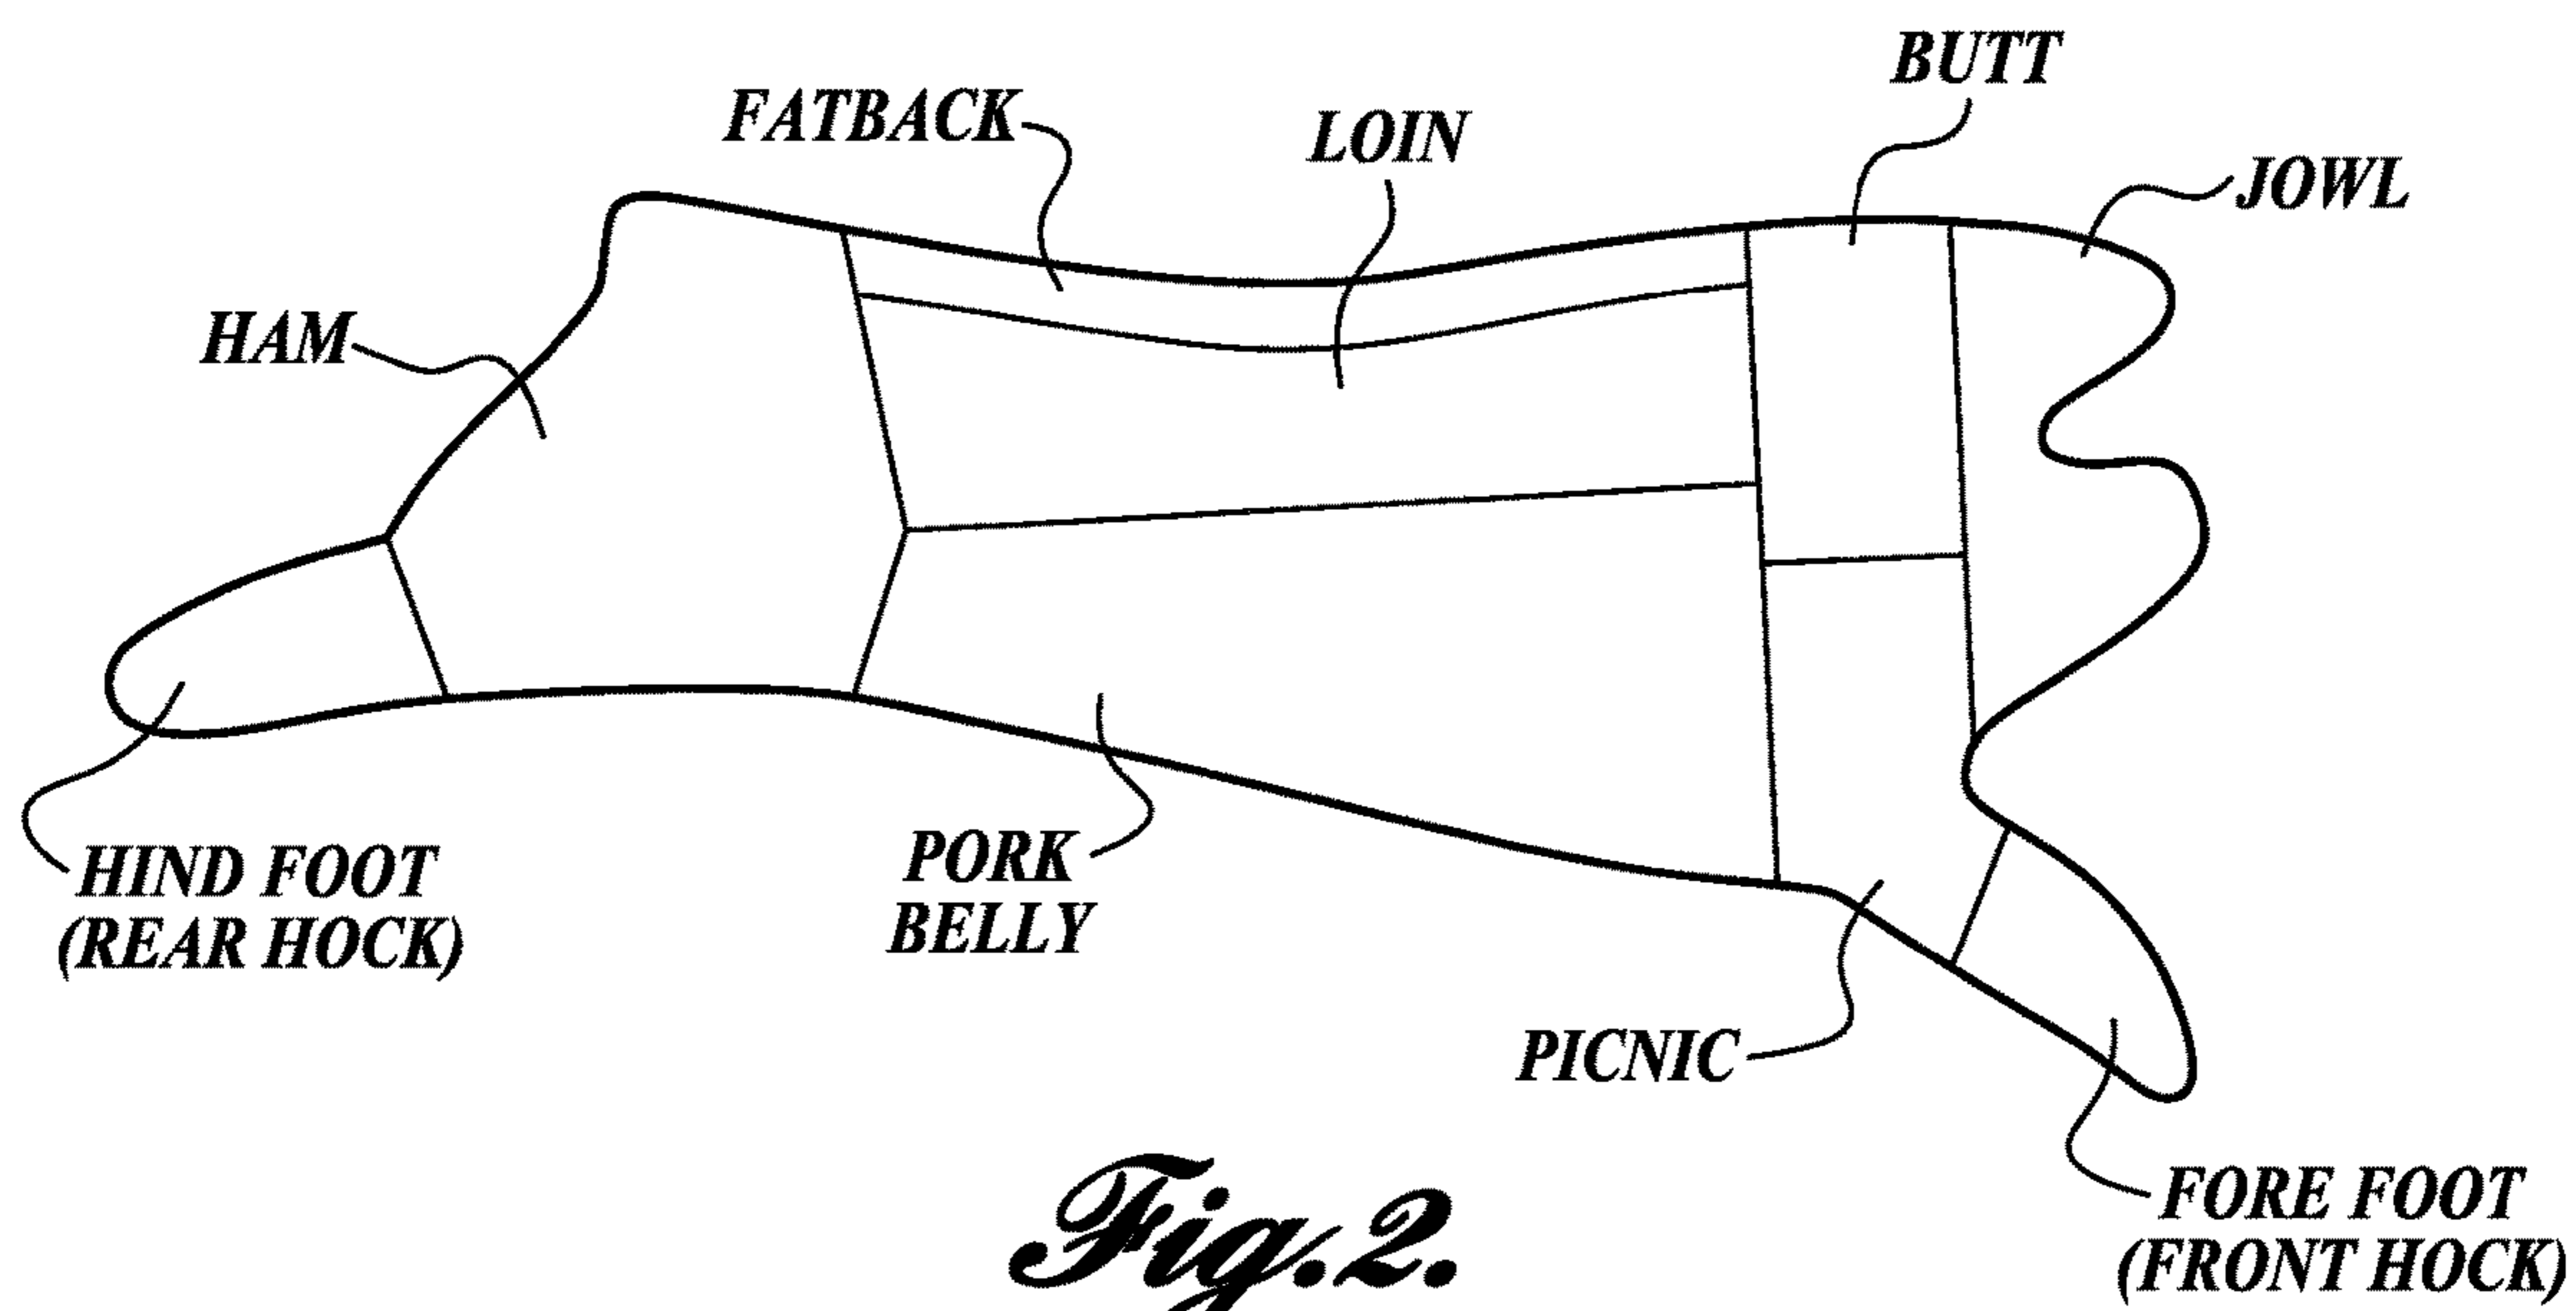 BUTT
FATBACK
LOIN
JOWL
HAM
HIND FOOT
(REAR HOCK)
PORK
BELLY
PICNIC
FORE FOOT
(FRONT HOCK)
Fig.2.